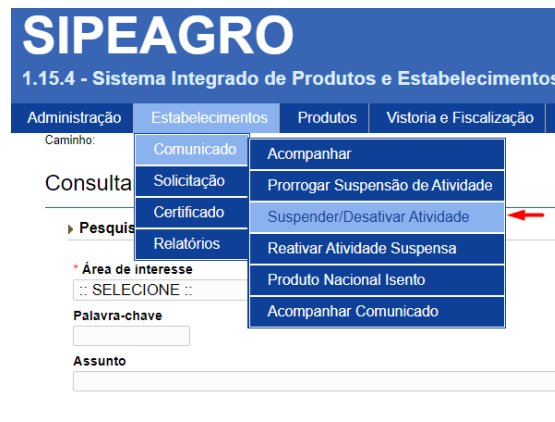 SIPEAGRO
1.15.4 - Sistema Integrado de Produtos e Estabelecimentos
Administração Estabelecimentos Produtos Vistoria e Fiscalização
Caminho:
Comunicado
Solicitação
Certificado
Relatórios
Acompanhar
Prorrogar Suspensão de Atividade
Suspender/Desativar Atividade
Reativar Atividade Suspensa
Produto Nacional Isento
Acompanhar Comunicado
Consulta
Pesquis
* Área de interesse
:: SELECIONE ::
Palavra-chave
Assunto